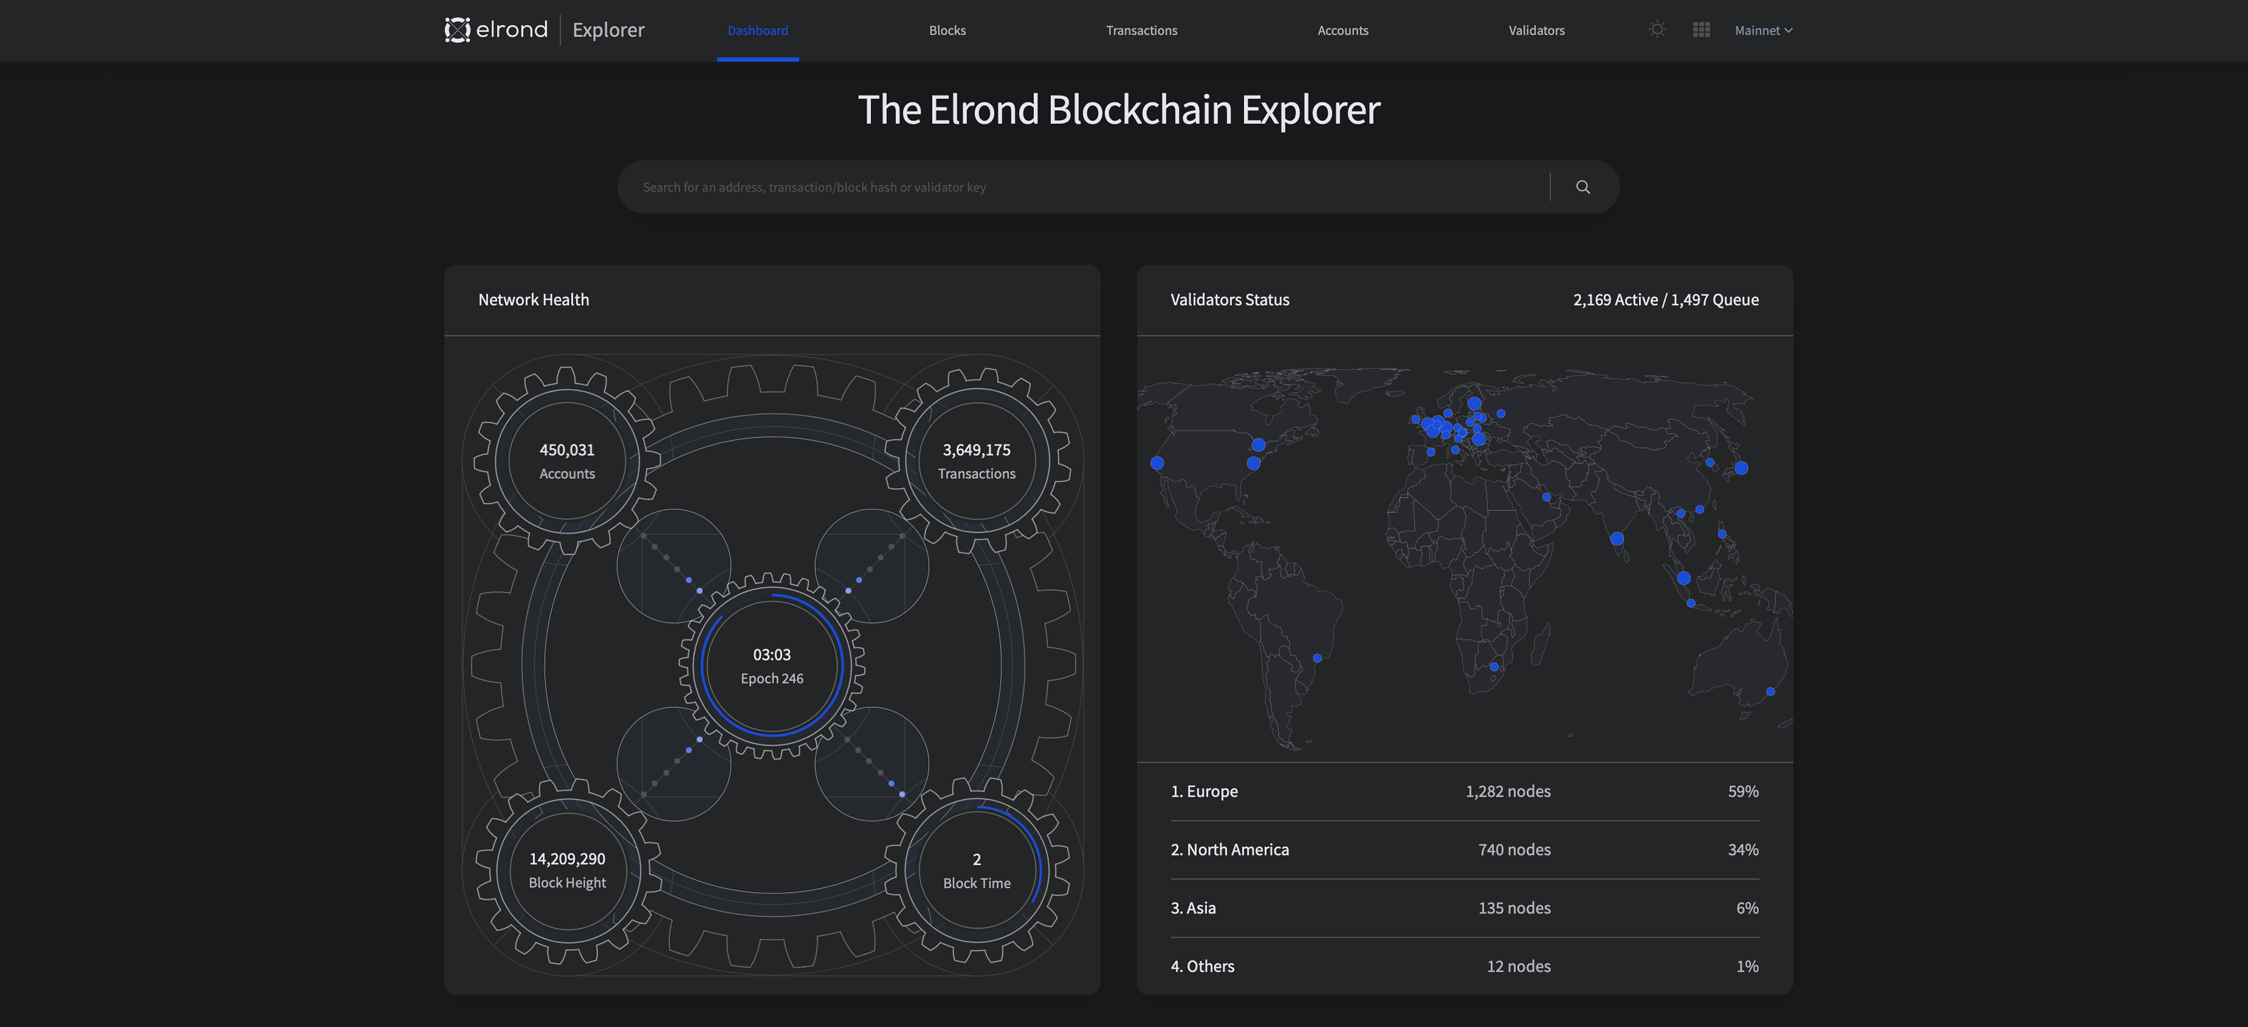 elrond Explorer Dashboard Blocks Transactions Accounts Validators Mainnet
The Elrond Blockchain Explorer
Search for an address, transaction/block hash or validator key
Network Health
450,031
Accounts
3,649,175
Transactions
03:03
Epoch 246
14,209,290
Block Height
2
Block Time
Validators Status 2,169 Active / 1,497 Queue
1. Europe 1,282 nodes 59%
2. North America 740 nodes 34%
3. Asia 135 nodes 6%
4. Others 12 nodes 1%